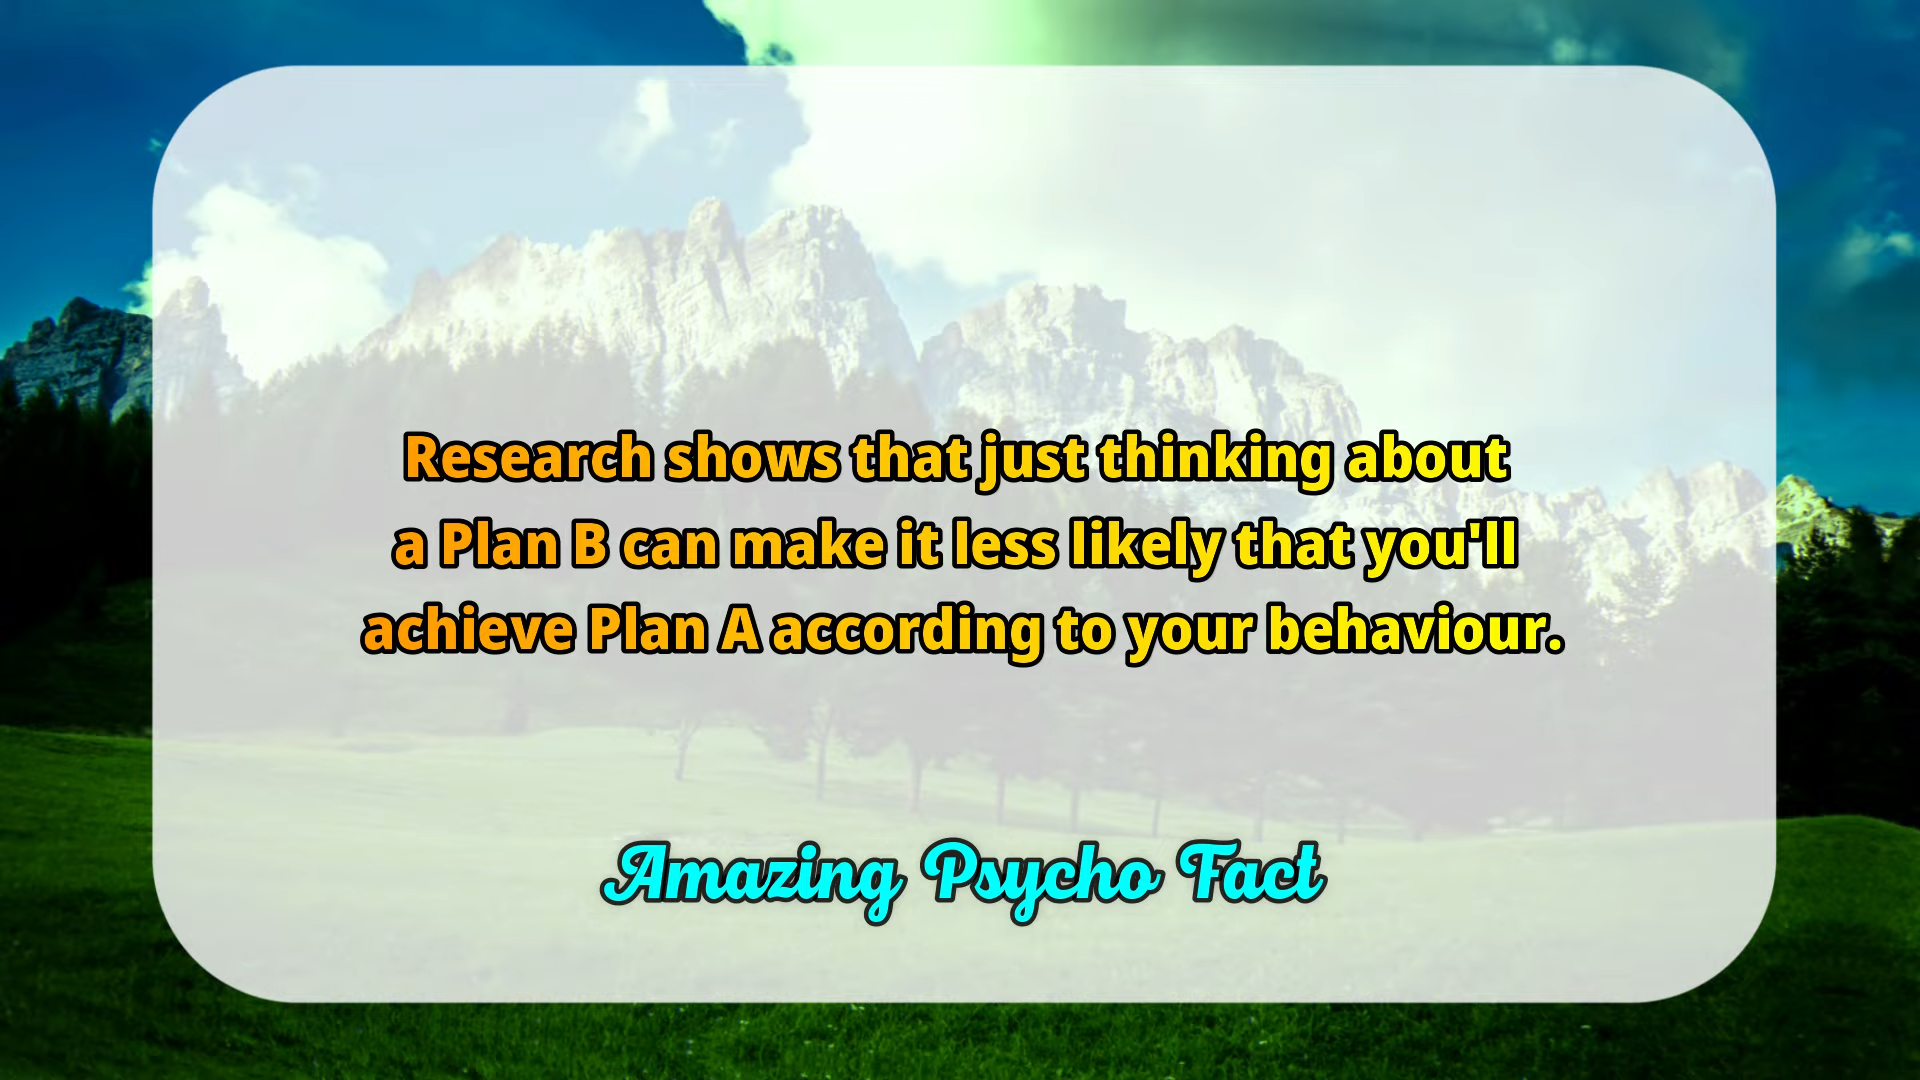 Research shows that just thinking about
a Plan B can make it less likely that you'll
achieve Plan A according to your behaviour.
Amazing Psycho Fact